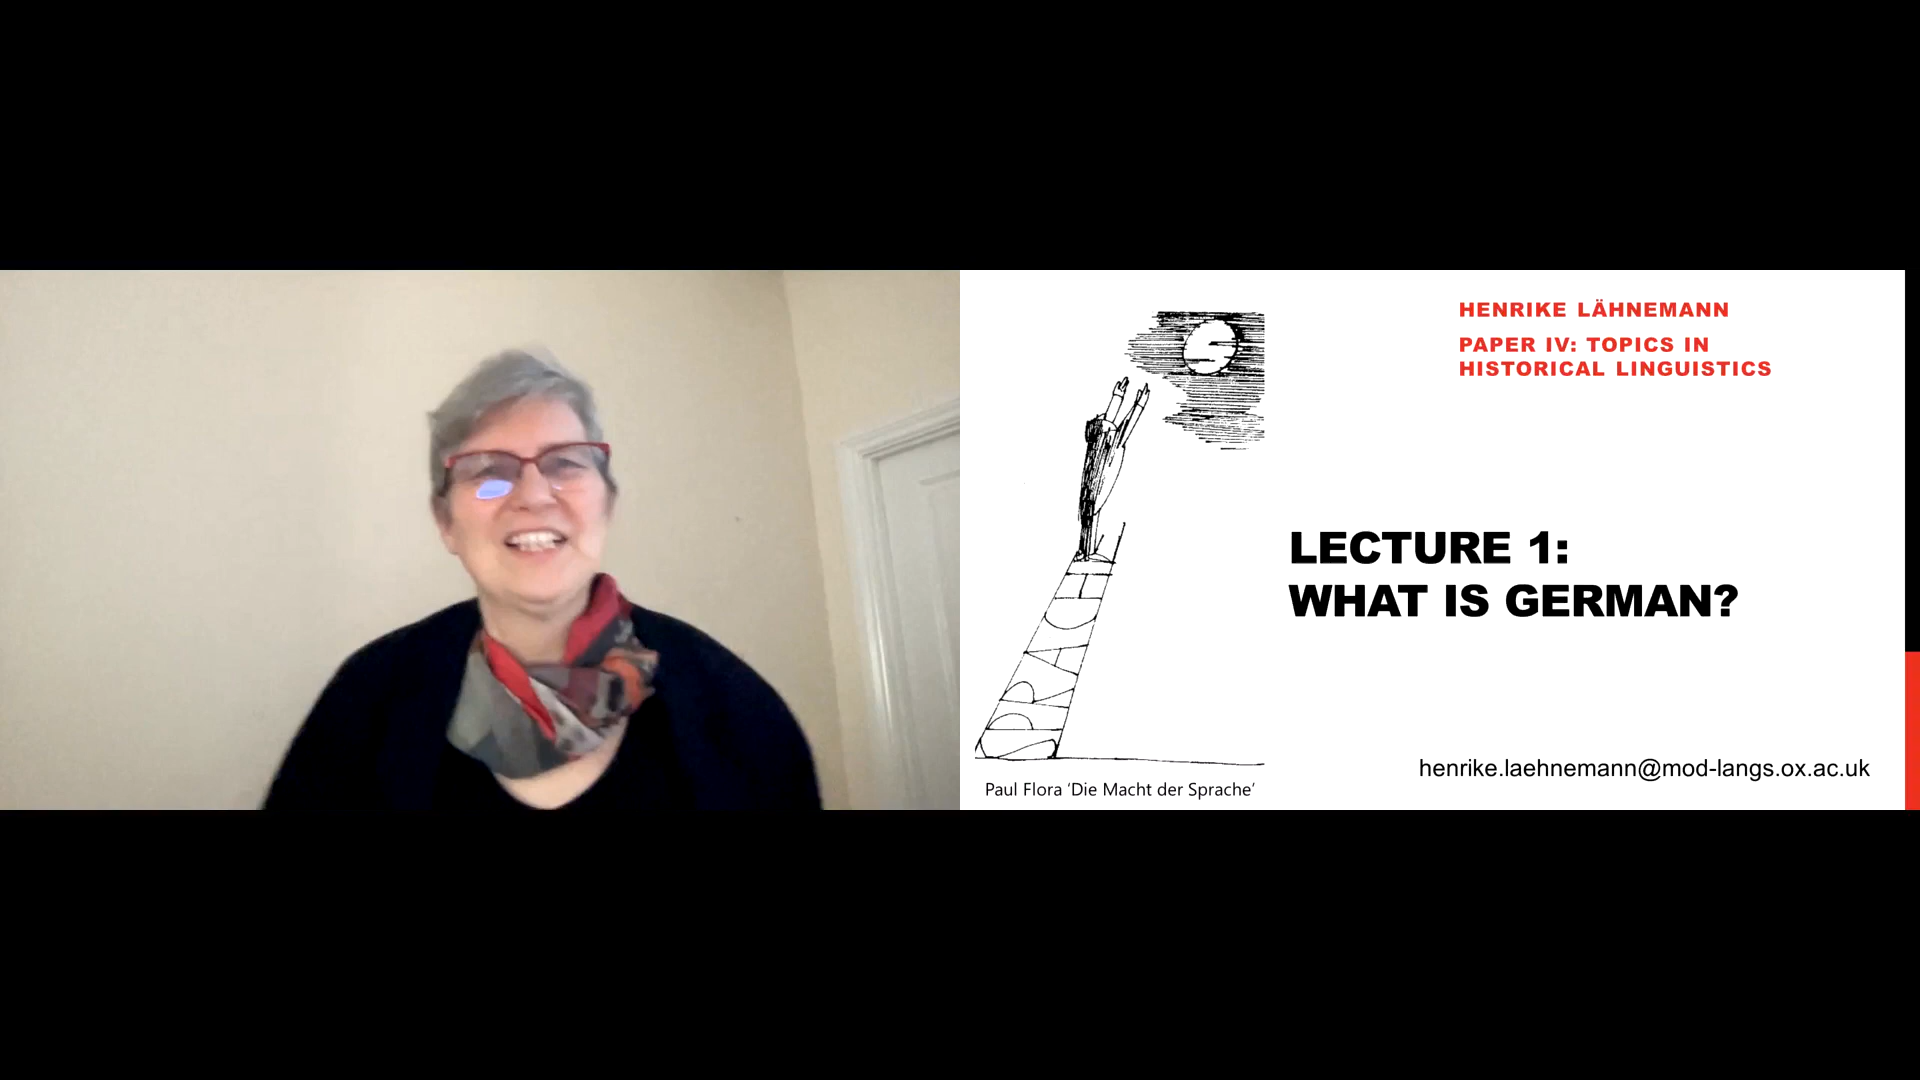 HENRIKE LÄHNEMANN
PAPER IV: TOPICS IN
HISTORICAL LINGUISTICS
LECTURE 1:
WHAT IS GERMAN?
SPRACHE
henrike.laehnemann@mod-langs.ox.ac.uk
Paul Flora ‘Die Macht der Sprache’